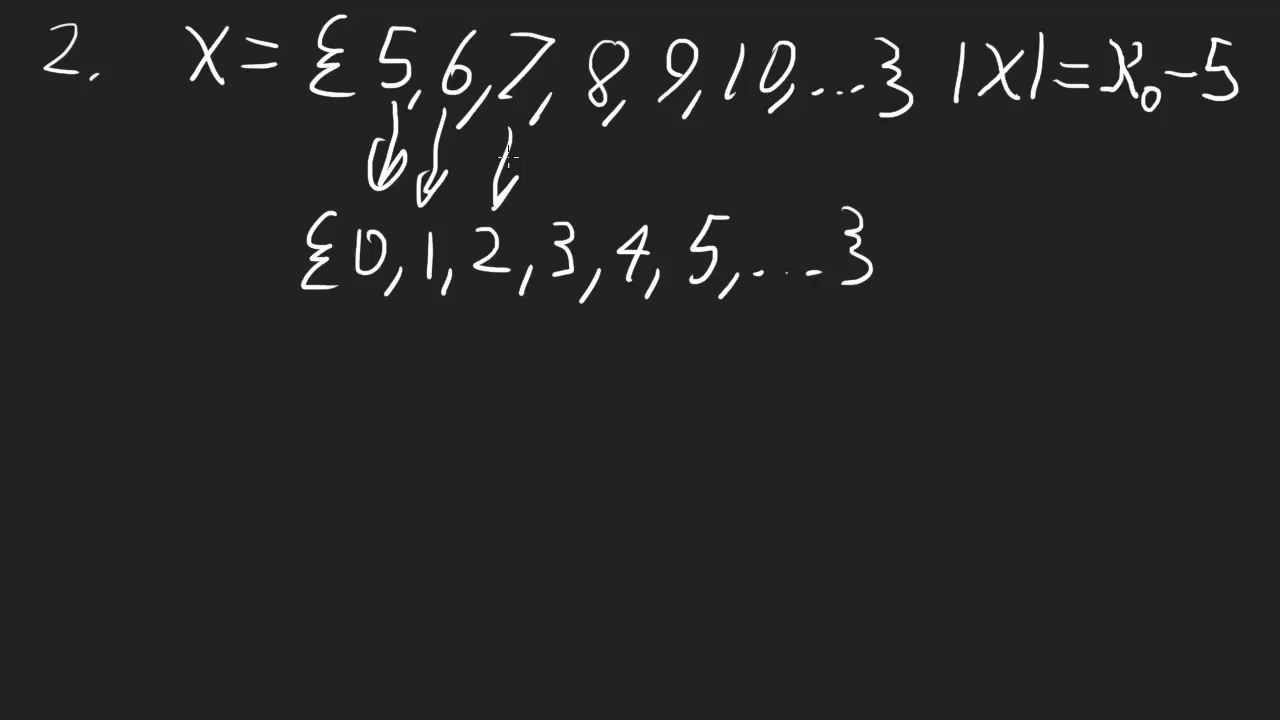 2. X = {5, 6, 7, 8, 9, 10, ...} |X| = ℵ₀ - 5
{0, 1, 2, 3, 4, 5, ...}